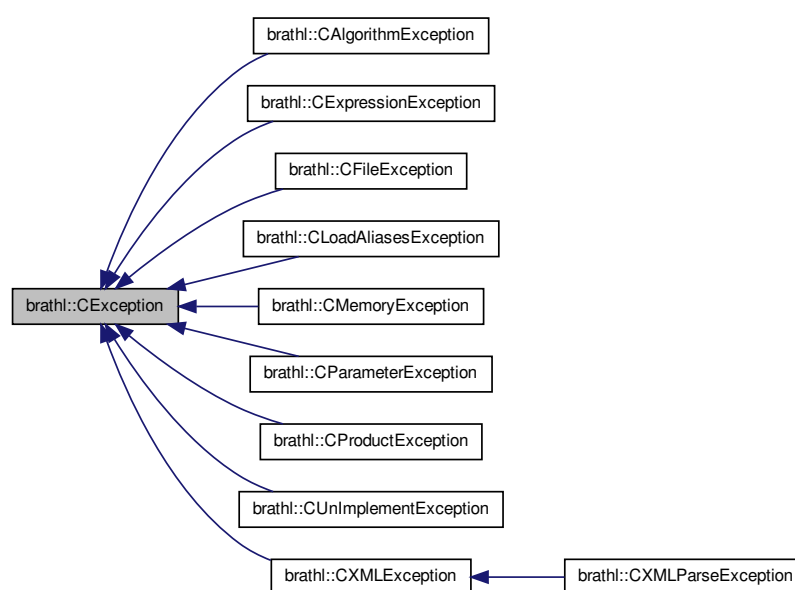 brathl::CAlgorithmException
brathl::CExpressionException
brathl::CFileException
brathl::CLoadAliasesException
brathl::CException
brathl::CMemoryException
brathl::CParameterException
brathl::CProductException
brathl::CUnImplementException
brathl::CXMLException
brathl::CXMLParseException